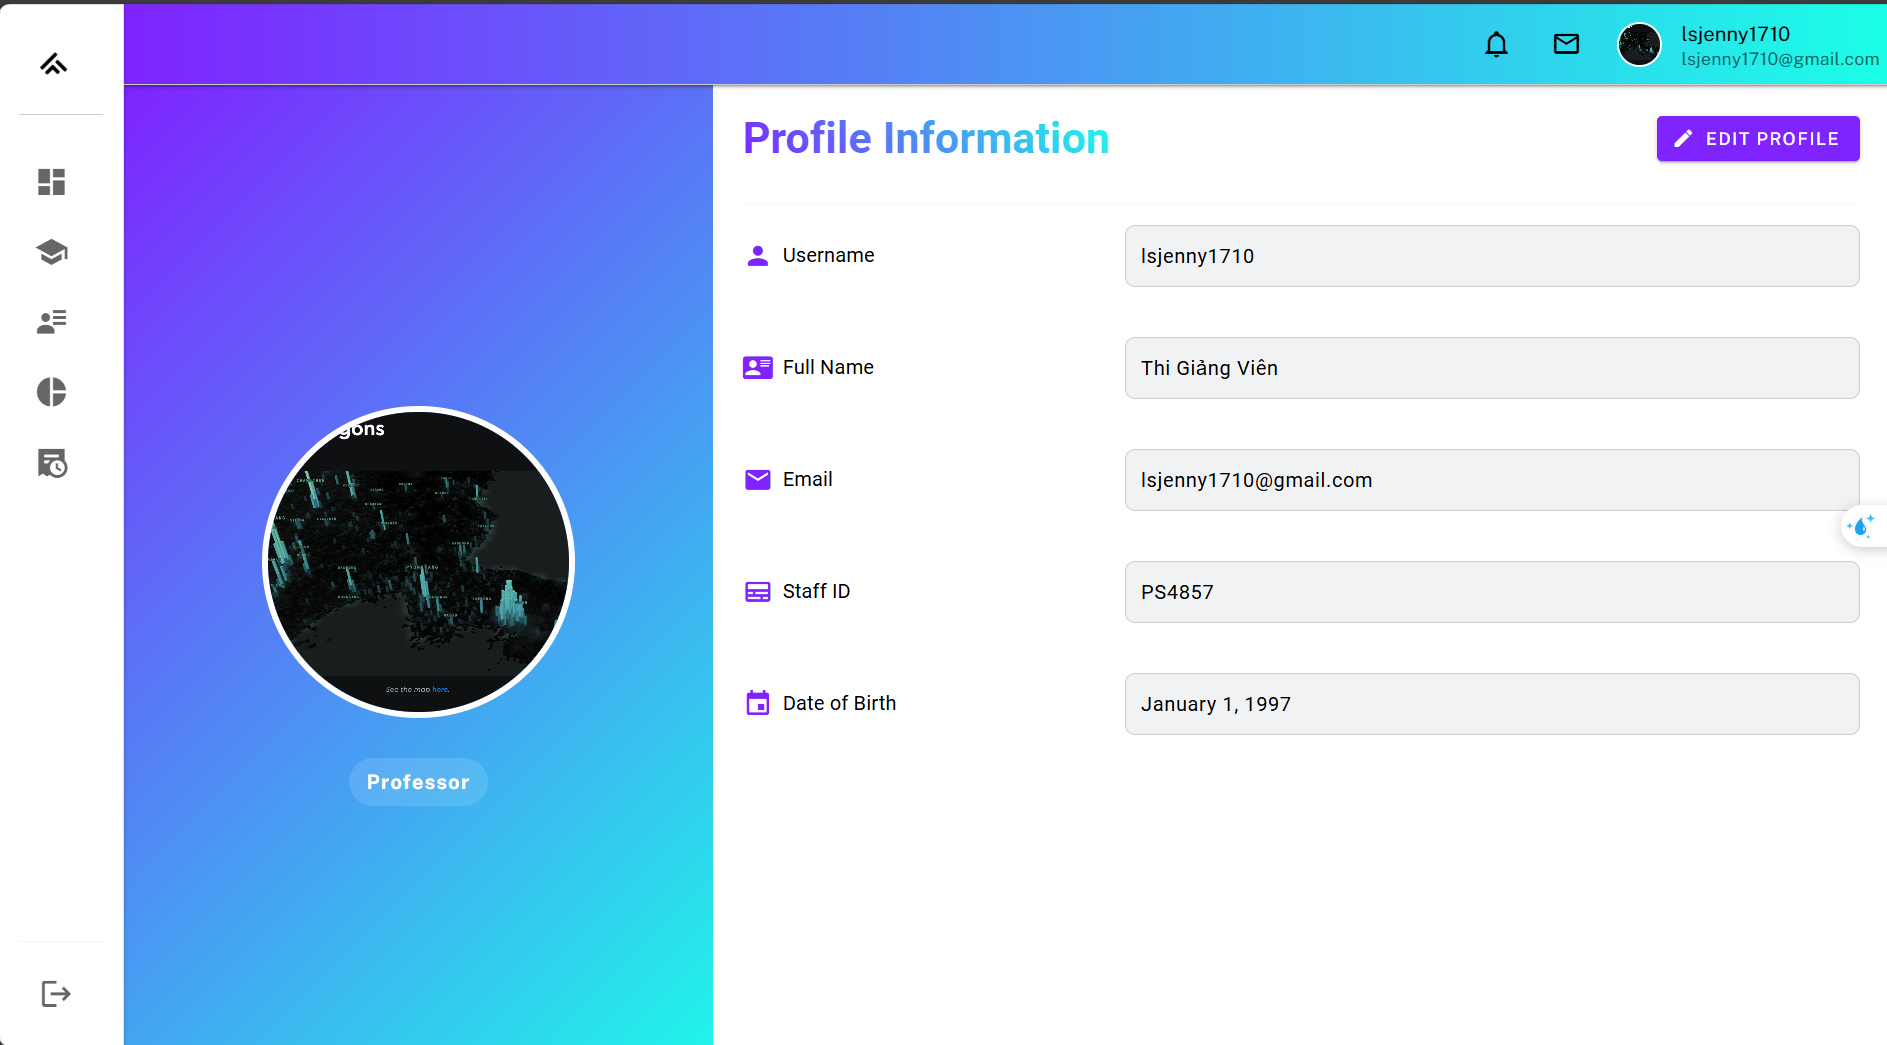 lsjenny1710
lsjenny1710@gmail.com
gons
PYONGYANG
See the map here.
Professor
Profile Information
EDIT PROFILE
Username
lsjenny1710
Full Name
Thi Giảng Viên
Email
lsjenny1710@gmail.com
Staff ID
PS4857
Date of Birth
January 1, 1997